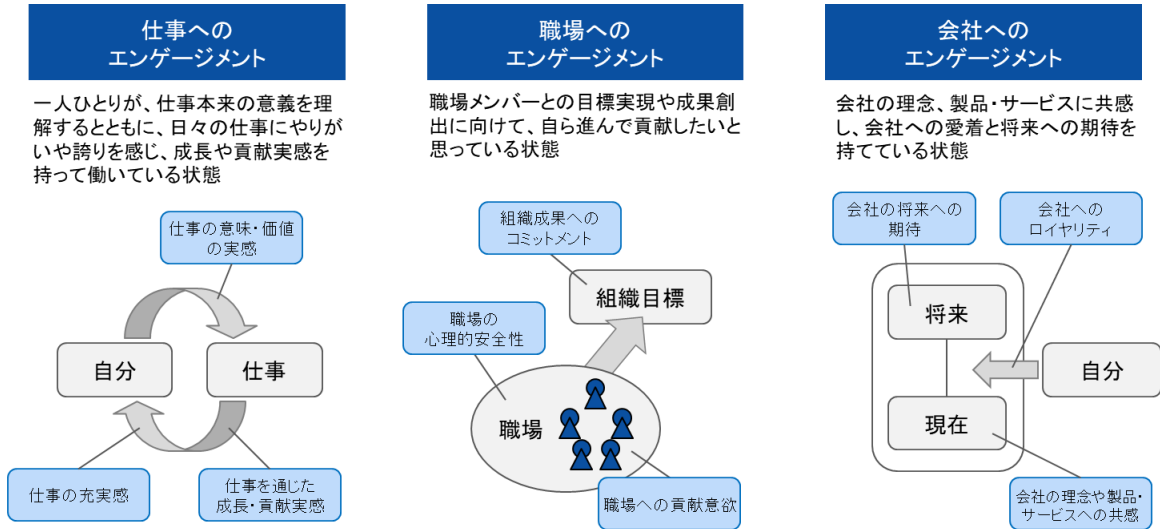 仕事への
エンゲージメント
一人ひとりが、仕事本来の意義を理
解するとともに、日々の仕事にやりが
いや誇りを感じ、成長や貢献実感を
持って働いている状態
仕事の意味・価値
の実感
自分
仕事
仕事の充実感
仕事を通じた
成長・貢献実感
職場への
エンゲージメント
職場メンバーとの目標実現や成果創
出に向けて、自ら進んで貢献したいと
思っている状態
組織成果への
コミットメント
組織目標
職場の
心理的安全性
職場
職場への貢献意欲
会社への
エンゲージメント
会社の理念、製品・サービスに共感
し、会社への愛着と将来への期待を
持てている状態
会社の将来への
期待
会社への
ロイヤリティ
将来
自分
現在
会社の理念や製品・
サービスへの共感